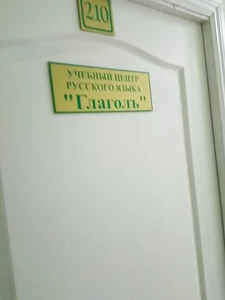 210
УЧЕБНЫЙ ЦЕНТР
РУССКОГО ЯЗЫКА
"Глаголъ"